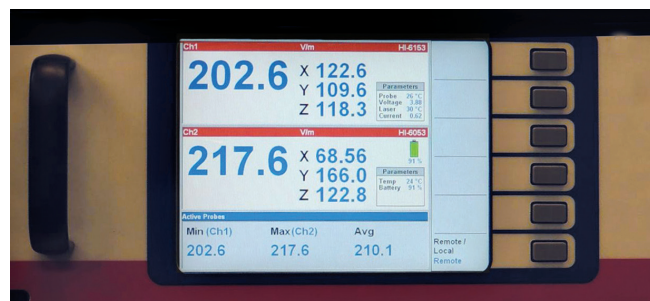 Ch1 V/m HI-6153
202.6 X 122.6
Y 109.6
Z 118.3
Parameters
Probe 26 °C
Voltage 3.88
Laser 30 °C
Current 0.62
Ch2 V/m HI-6053
217.6 X 68.56
Y 166.0
Z 122.8
91 %
Parameters
Temp 24 °C
Battery 91 %
Active Probes
Min (Ch1) Max (Ch2) Avg
202.6 217.6 210.1
Remote /
Local
Remote